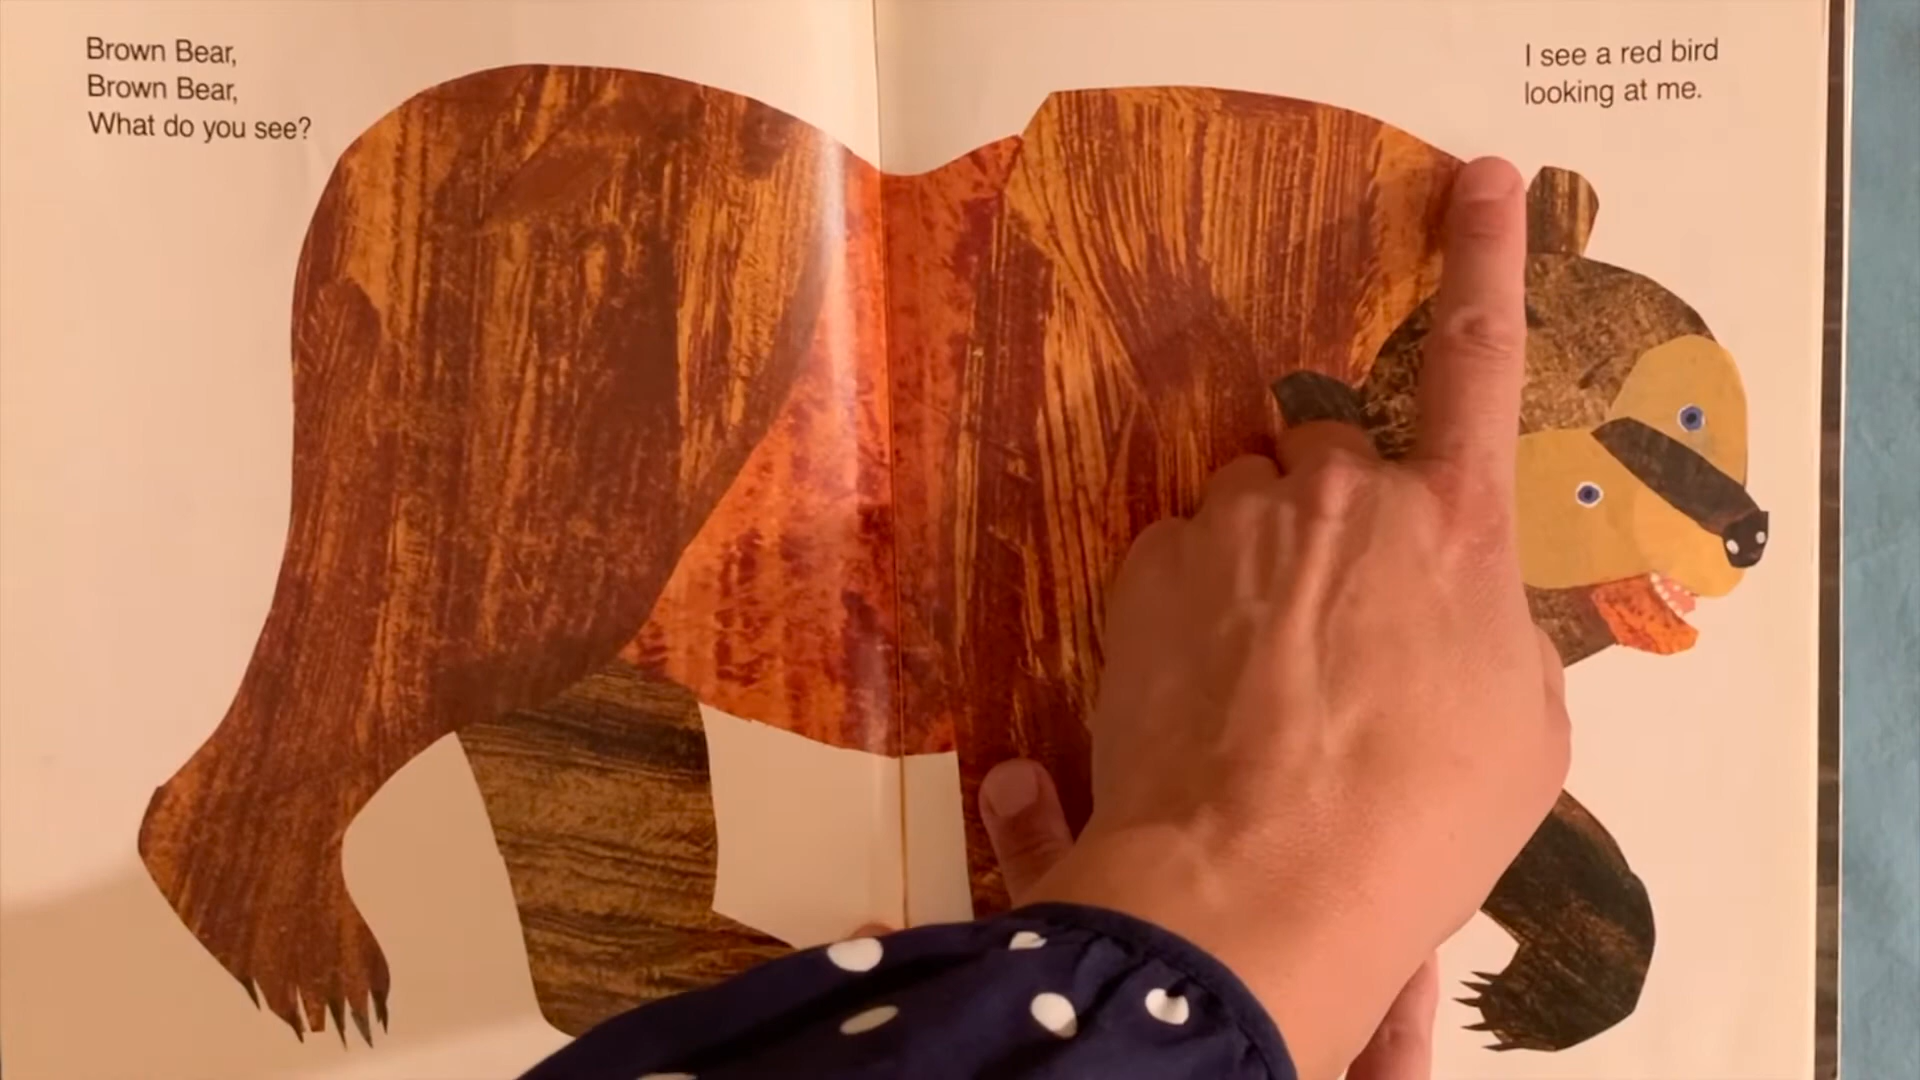 Brown Bear,
Brown Bear,
What do you see?
I see a red bird
looking at me.